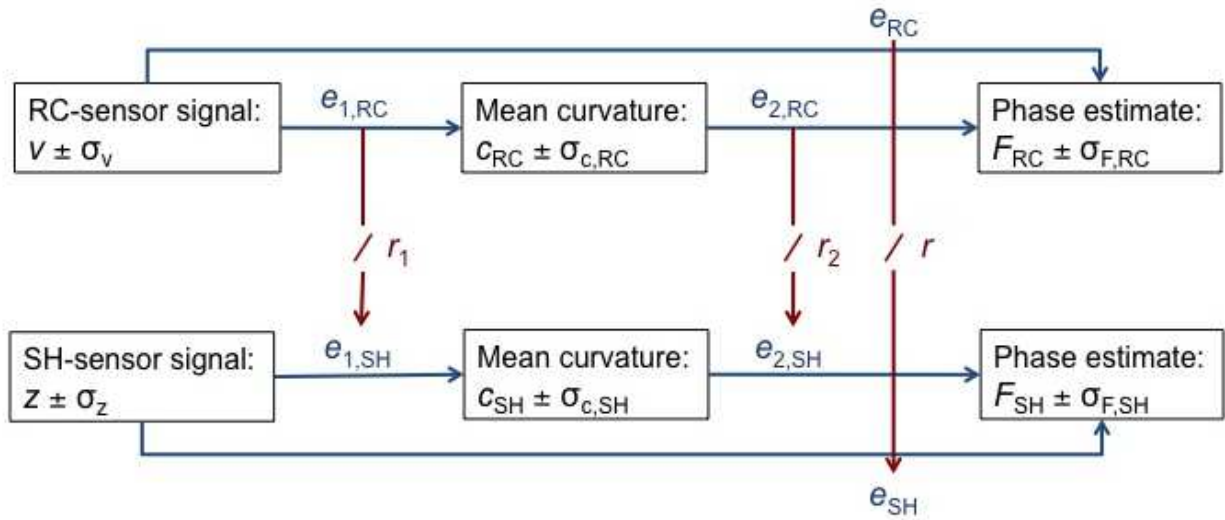 e_RC
RC-sensor signal:
v ± σ_v
e_1,RC
Mean curvature:
c_RC ± σ_c,RC
e_2,RC
Phase estimate:
F_RC ± σ_F,RC
/ r_1
/ r_2
/ r
SH-sensor signal:
z ± σ_z
e_1,SH
Mean curvature:
c_SH ± σ_c,SH
e_2,SH
Phase estimate:
F_SH ± σ_F,SH
e_SH